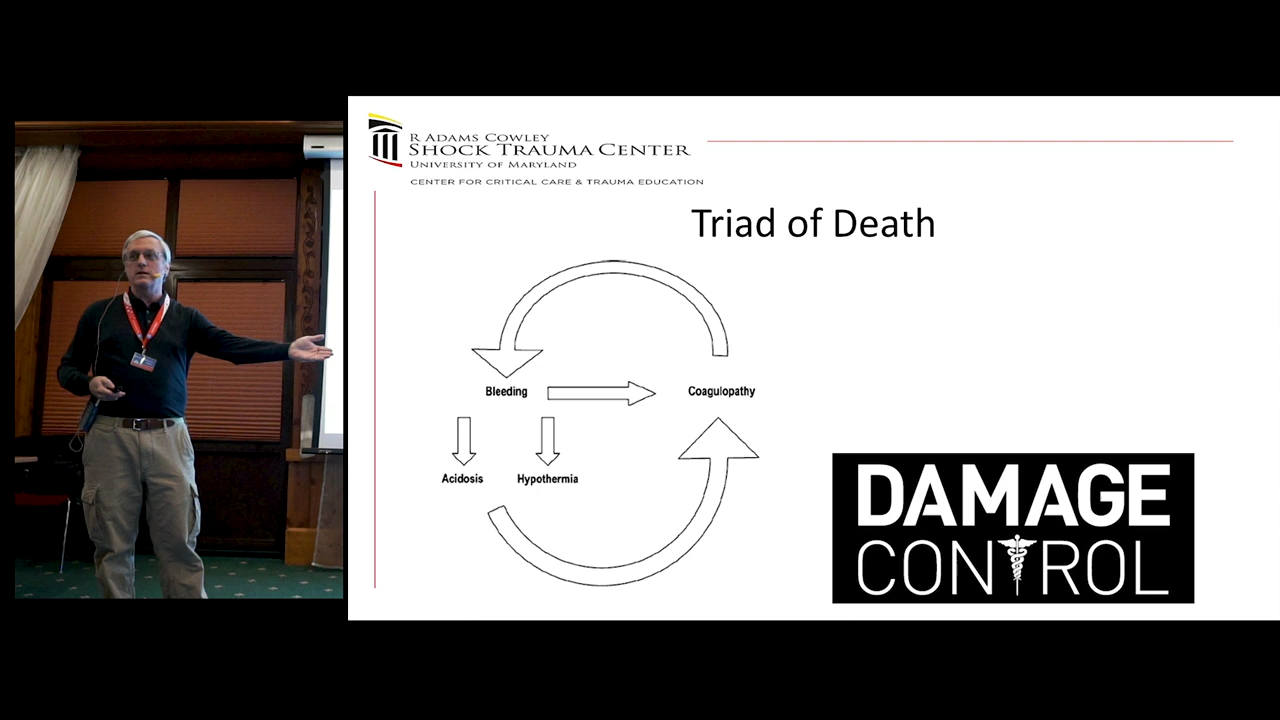 R ADAMS COWLEY
SHOCK TRAUMA CENTER
UNIVERSITY OF MARYLAND
CENTER FOR CRITICAL CARE & TRAUMA EDUCATION
Triad of Death
Bleeding
Coagulopathy
Acidosis
Hypothermia
DAMAGE
CONTROL